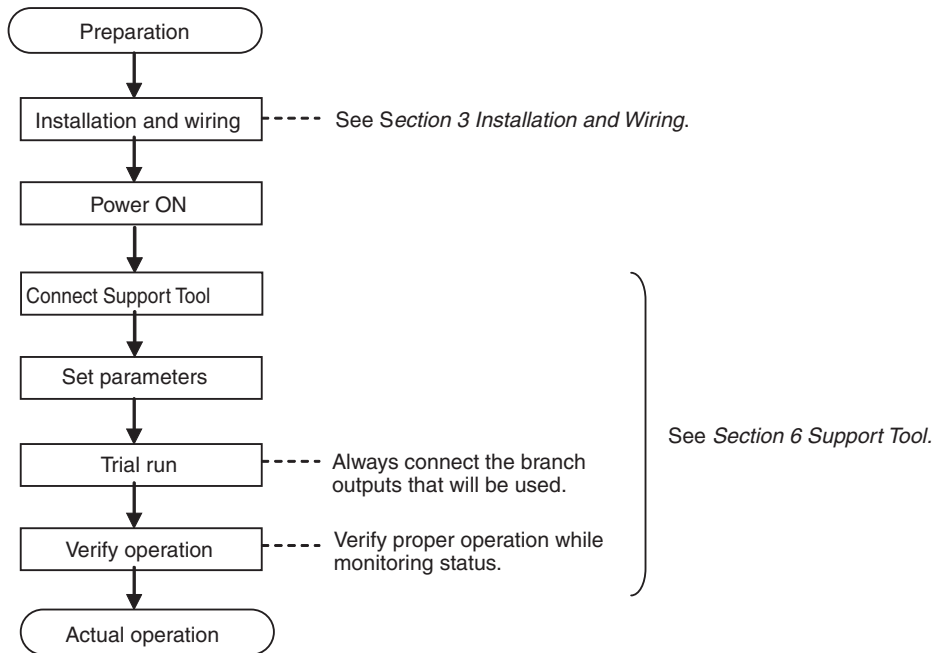 Preparation
Installation and wiring
See Section 3 Installation and Wiring.
Power ON
Connect Support Tool
Set parameters
See Section 6 Support Tool.
Trial run
Always connect the branch
outputs that will be used.
Verify operation
Verify proper operation while
monitoring status.
Actual operation